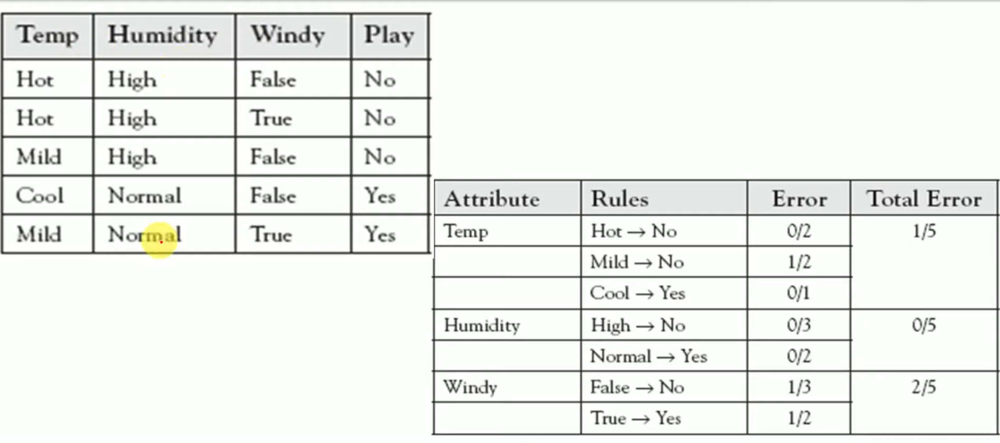 Temp Humidity Windy Play
Hot High False No
Hot High True No
Mild High False No
Cool Normal False Yes
Mild Normal True Yes
Attribute Rules Error Total Error
Temp Hot → No 0/2 1/5
Mild → No 1/2
Cool → Yes 0/1
Humidity High → No 0/3 0/5
Normal → Yes 0/2
Windy False → No 1/3 2/5
True → Yes 1/2